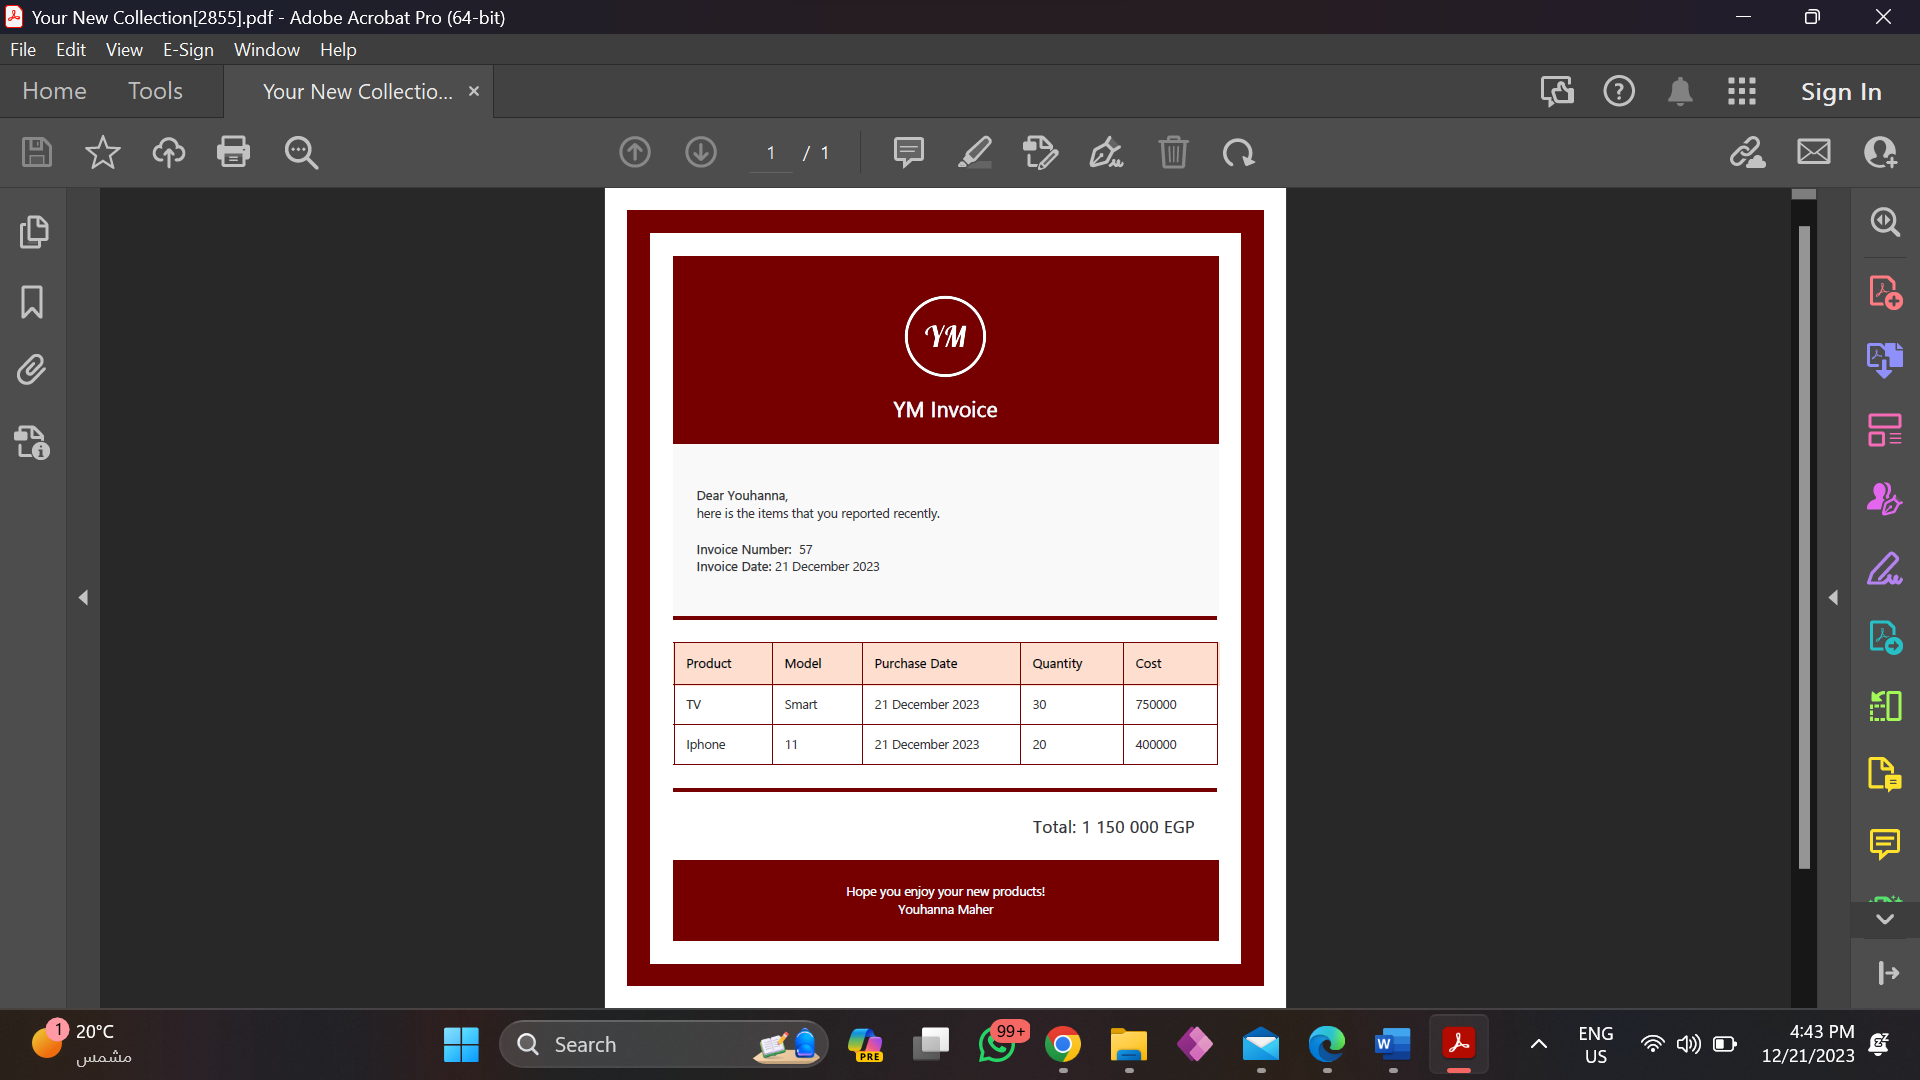 Your New Collection[2855].pdf - Adobe Acrobat Pro (64-bit)
File Edit View E-Sign Window Help
Home Tools Your New Collectio... Sign In
1 / 1
YM
YM Invoice
Dear Youhanna,
here is the items that you reported recently.
Invoice Number: 57
Invoice Date: 21 December 2023
Product Model Purchase Date Quantity Cost
TV Smart 21 December 2023 30 750000
Iphone 11 21 December 2023 20 400000
Total: 1 150 000 EGP
Hope you enjoy your new products!
Youhanna Maher
1 20°C
مشمس
Search
PRE
99+
W
ENG
US
4:43 PM
12/21/2023